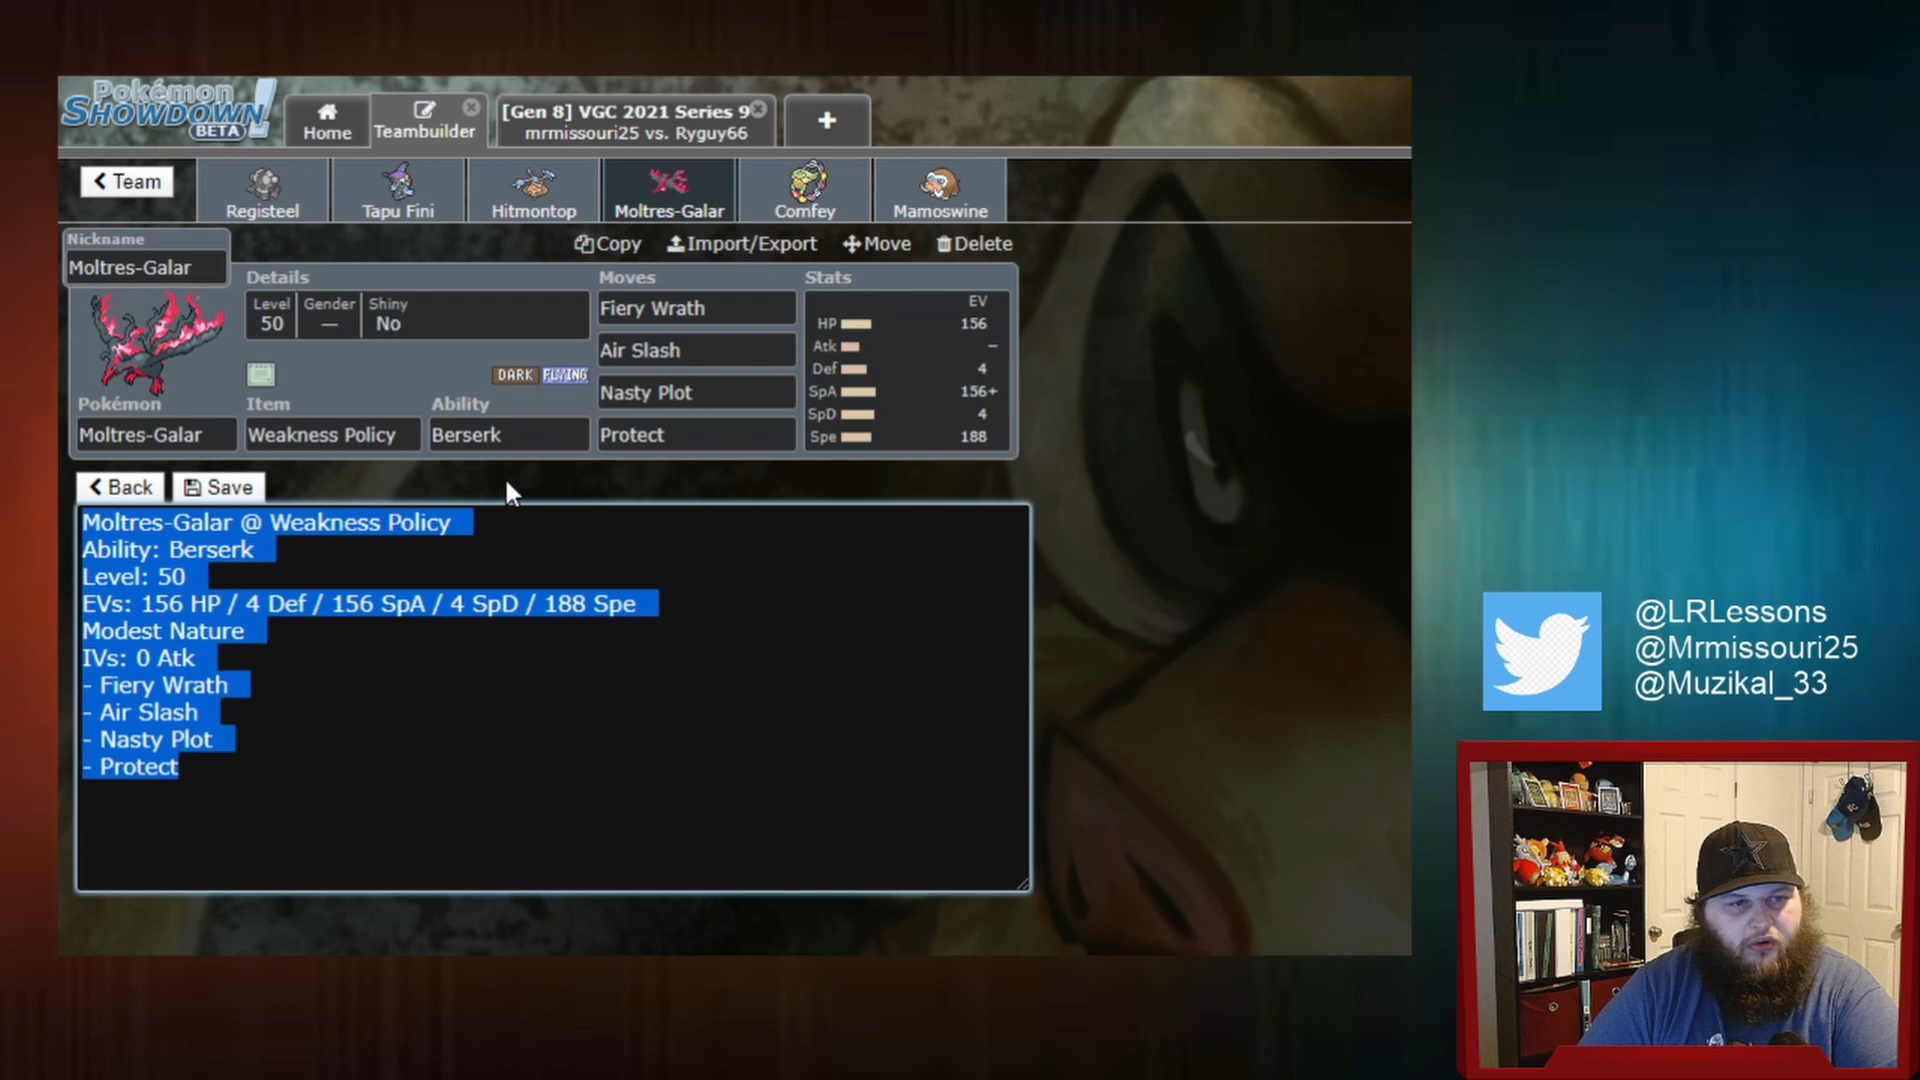 Pokémon
SHOWDOWN!
BETA
Home
Teambuilder
[Gen 8] VGC 2021 Series 9
mrmissouri25 vs. Ryguy66
+
Team
Registeel
Tapu Fini
Hitmontop
Moltres-Galar
Comfey
Mamoswine
Copy
Import/Export
Move
Delete
Nickname
Moltres-Galar
Details
Level
50
Gender
—
Shiny
No
DARK
FLYING
Pokémon
Moltres-Galar
Item
Weakness Policy
Ability
Berserk
Moves
Fiery Wrath
Air Slash
Nasty Plot
Protect
Stats
EV
HP 156
Atk –
Def 4
SpA 156+
SpD 4
Spe 188
Back
Save
Moltres-Galar @ Weakness Policy
Ability: Berserk
Level: 50
EVs: 156 HP / 4 Def / 156 SpA / 4 SpD / 188 Spe
Modest Nature
IVs: 0 Atk
- Fiery Wrath
- Air Slash
- Nasty Plot
- Protect
@LRLessons
@Mrmissouri25
@Muzikal_33